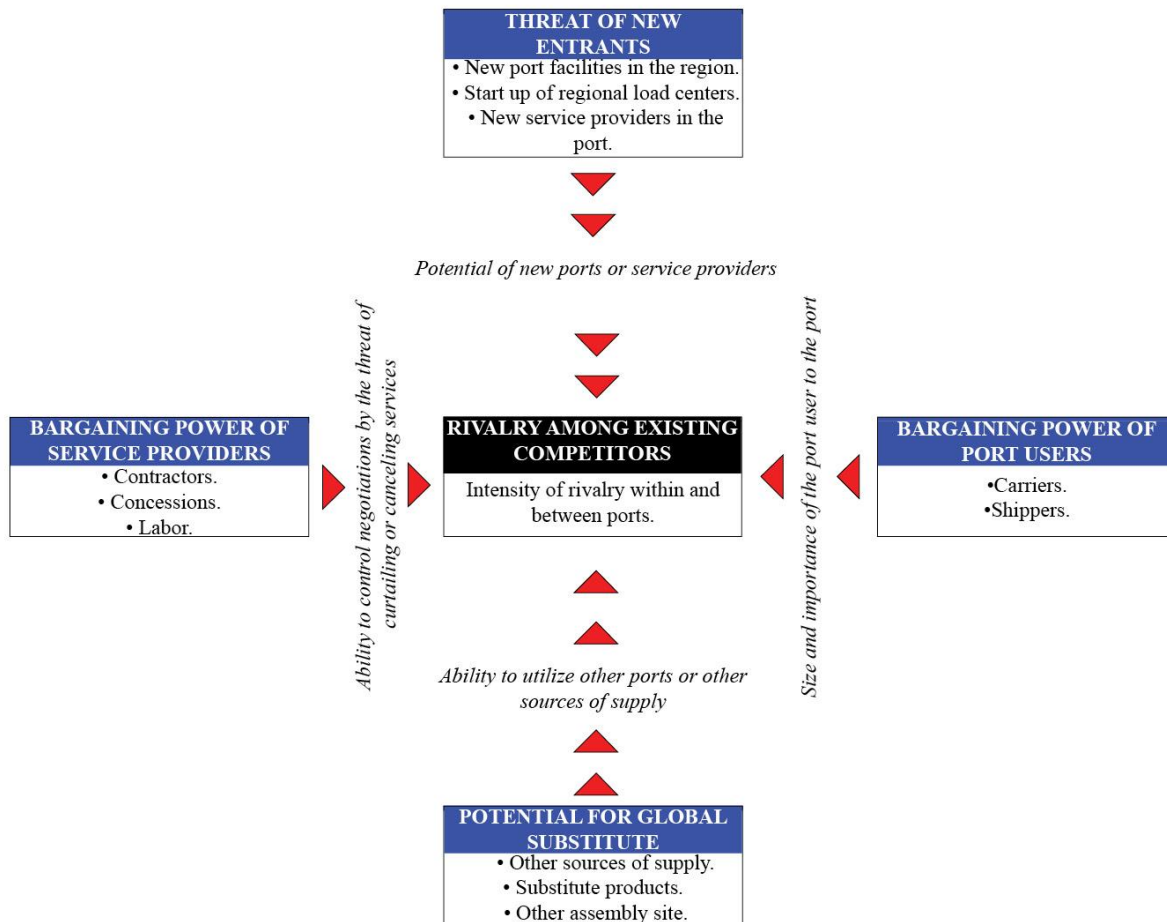 THREAT OF NEW
ENTRANTS
• New port facilities in the region.
• Start up of regional load centers.
• New service providers in the
port.
Potential of new ports or service providers
Ability to control negotiations by the threat of
curtailing or canceling services
Size and importance of the port user to the port
BARGAINING POWER OF
SERVICE PROVIDERS
• Contractors.
• Concessions.
• Labor.
RIVALRY AMONG EXISTING
COMPETITORS
Intensity of rivalry within and
between ports.
BARGAINING POWER OF
PORT USERS
•Carriers.
•Shippers.
Ability to utilize other ports or other
sources of supply
POTENTIAL FOR GLOBAL
SUBSTITUTE
• Other sources of supply.
• Substitute products.
• Other assembly site.